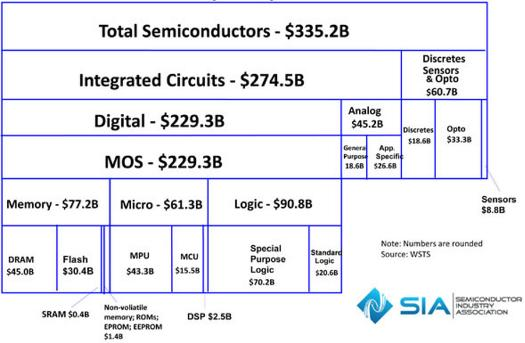 Total Semiconductors - $335.2B
Integrated Circuits - $274.5B
Discretes
Sensors
& Opto
$60.7B
Digital - $229.3B
Analog
$45.2B
Discretes
$18.6B
Opto
$33.3B
MOS - $229.3B
General
Purpose
18.6B
App.
Specific
$26.6B
Sensors
$8.8B
Memory - $77.2B
Micro - $61.3B
Logic - $90.8B
DRAM
$45.0B
Flash
$30.4B
MPU
$43.3B
MCU
$15.5B
Special
Purpose
Logic
$70.2B
Standard
Logic
$20.6B
Note: Numbers are rounded
Source: WSTS
SRAM $0.4B
Non-voliatile
memory; ROMs;
EPROM; EEPROM
$1.4B
DSP $2.5B
SIA
SEMICONDUCTOR
INDUSTRY
ASSOCIATION